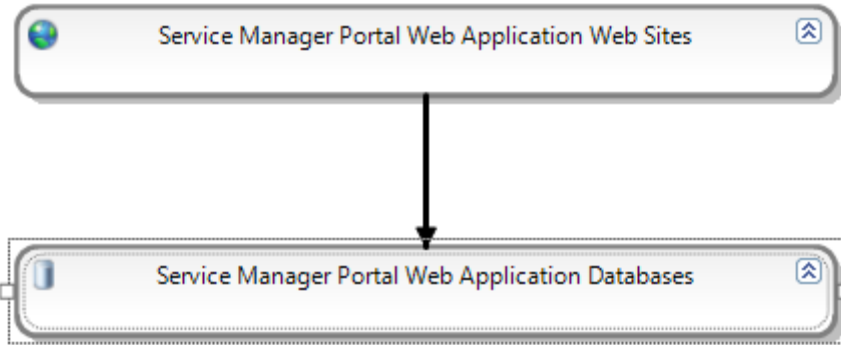 Service Manager Portal Web Application Web Sites
Service Manager Portal Web Application Databases